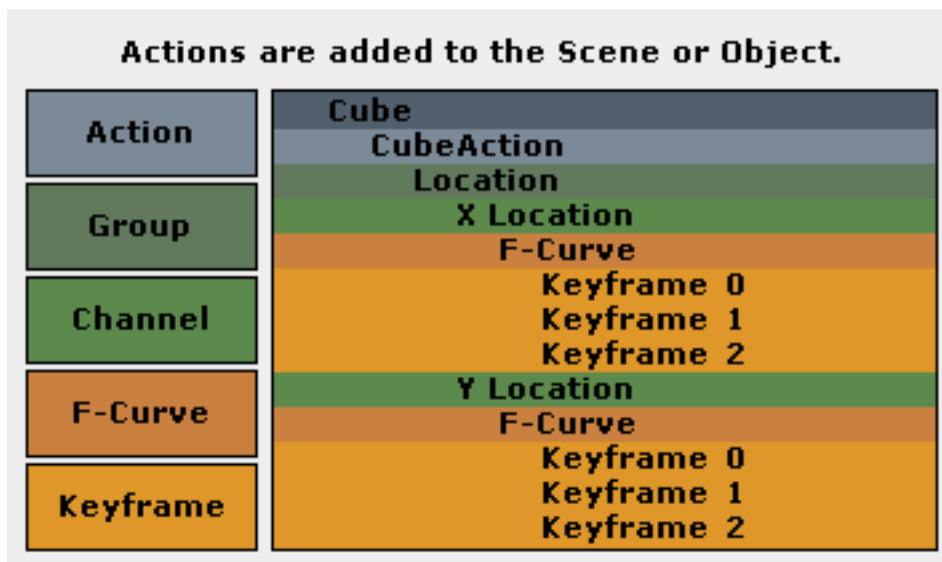 Actions are added to the Scene or Object.
Action
Group
Channel
F-Curve
Keyframe
Cube
CubeAction
Location
X Location
F-Curve
Keyframe 0
Keyframe 1
Keyframe 2
Y Location
F-Curve
Keyframe 0
Keyframe 1
Keyframe 2